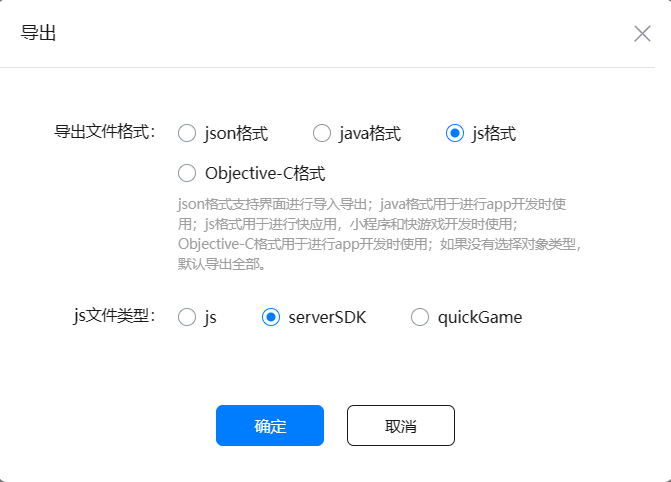 导出
导出文件格式： json格式 java格式 js格式
Objective-C格式
json格式支持界面进行导入导出；java格式用于进行app开发时使
用；js格式用于进行快应用，小程序和快游戏开发时使用；
Objective-C格式用于进行app开发时使用；如果没有选择对象类型，
默认导出全部。
js文件类型： js serverSDK quickGame
确定 取消